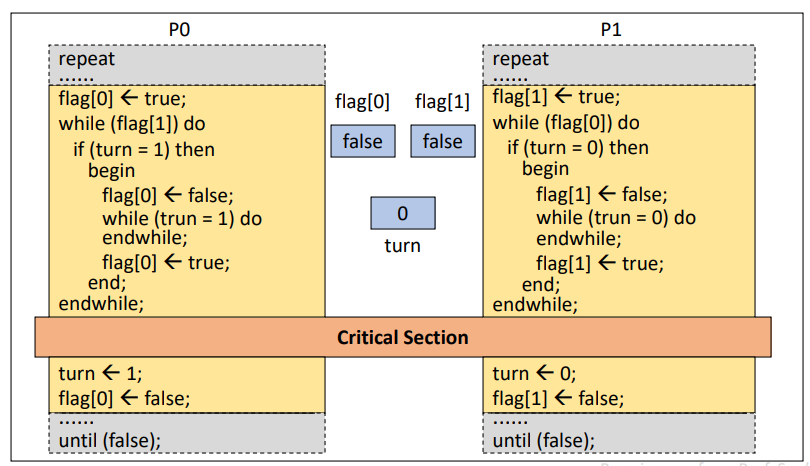 P0
repeat
......
flag[0] ← true;
while (flag[1]) do
if (turn = 1) then
begin
flag[0] ← false;
while (trun = 1) do
endwhile;
flag[0] ← true;
end;
endwhile;
flag[0] flag[1]
false false
0
turn
P1
repeat
......
flag[1] ← true;
while (flag[0]) do
if (turn = 0) then
begin
flag[1] ← false;
while (trun = 0) do
endwhile;
flag[1] ← true;
end;
endwhile;
Critical Section
turn ← 1;
flag[0] ← false;
......
until (false);
turn ← 0;
flag[1] ← false;
......
until (false);